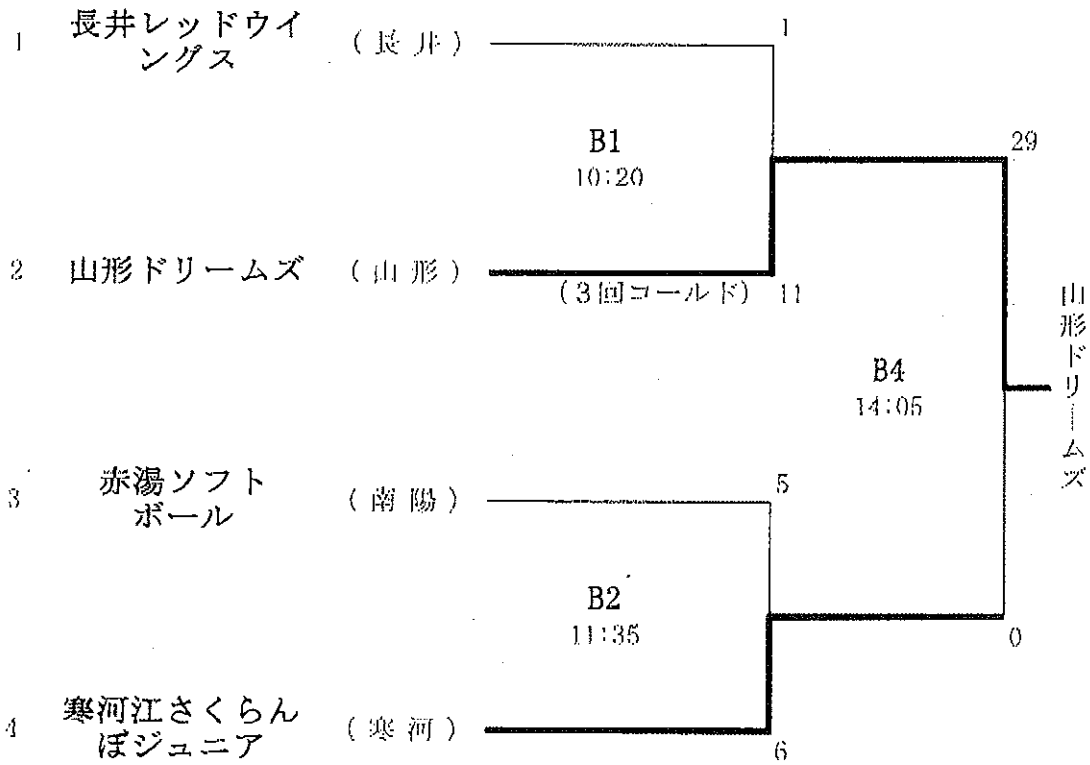 1
長井レッドウイ
ングス
(長井)
1
B1
10:20
29
2
山形ドリームズ
(山形)
(3回コールド)
11
山形ドリームズ
B4
14:05
3
赤湯ソフト
ボール
(南陽)
5
B2
11:35
0
4
寒河江さくらん
ぼジュニア
(寒河)
6